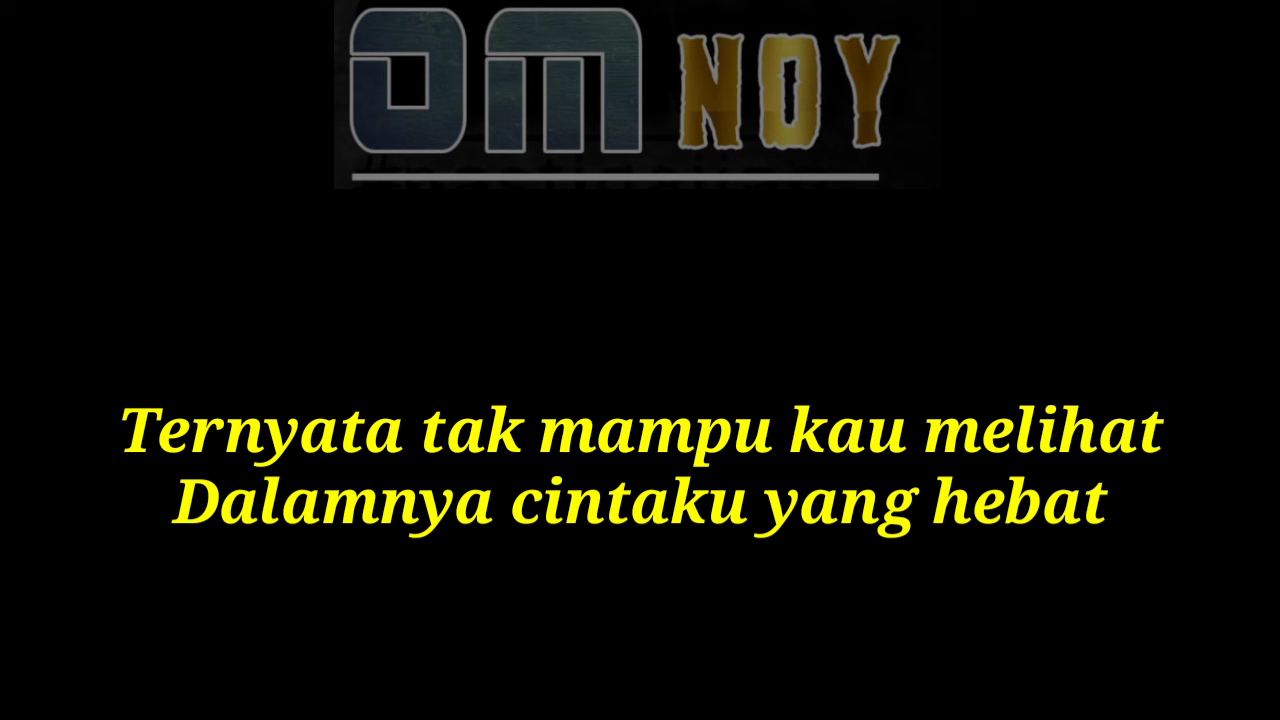 OM NOY
Ternyata tak mampu kau melihat
Dalamnya cintaku yang hebat